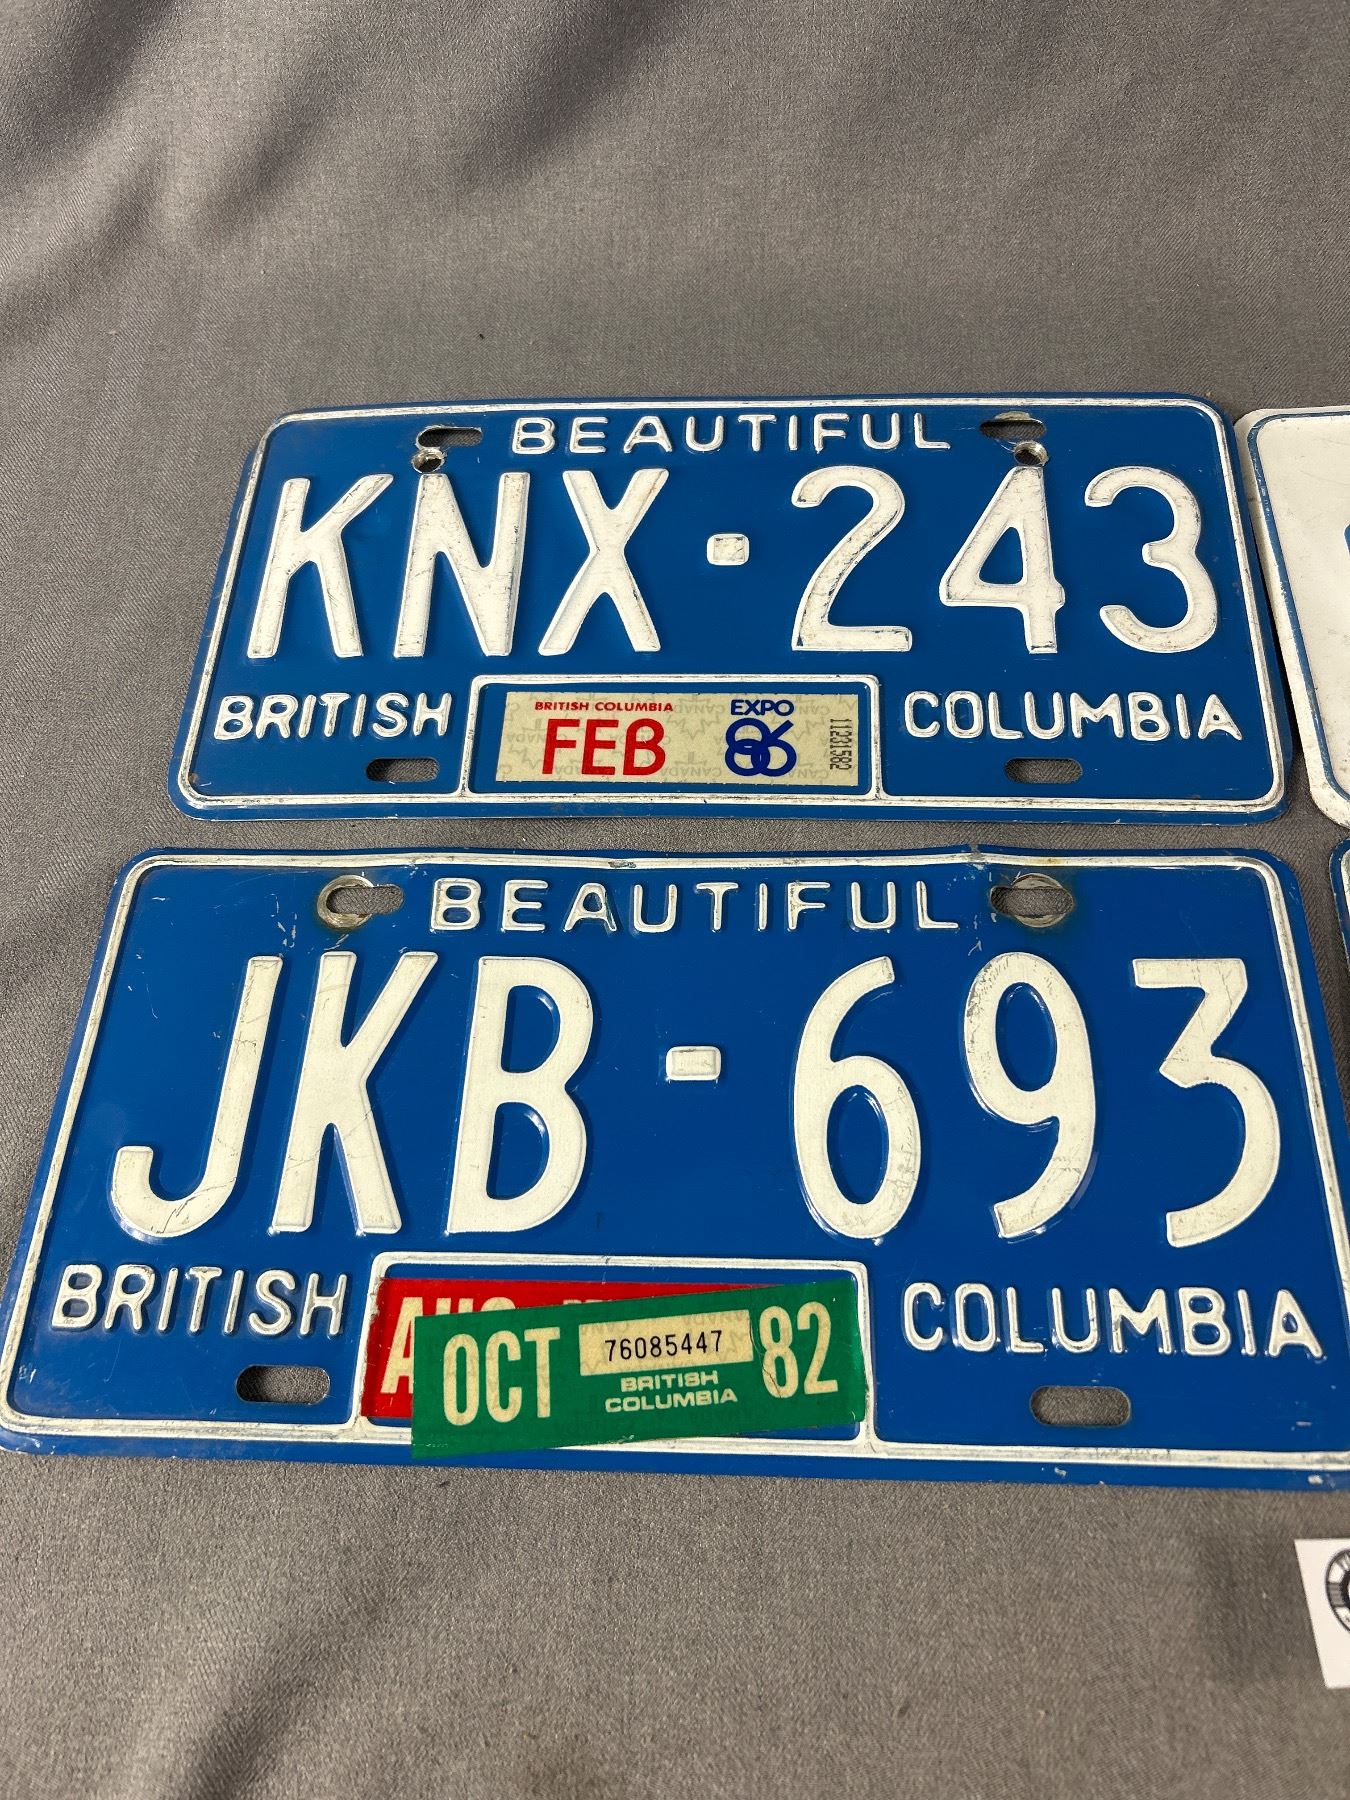 BEAUTIFUL
KNX-243
BRITISH COLUMBIA
BRITISH COLUMBIA
FEB EXPO 86
11231582
BEAUTIFUL
JKB-693
BRITISH COLUMBIA
OCT 76085447 82
BRITISH
COLUMBIA